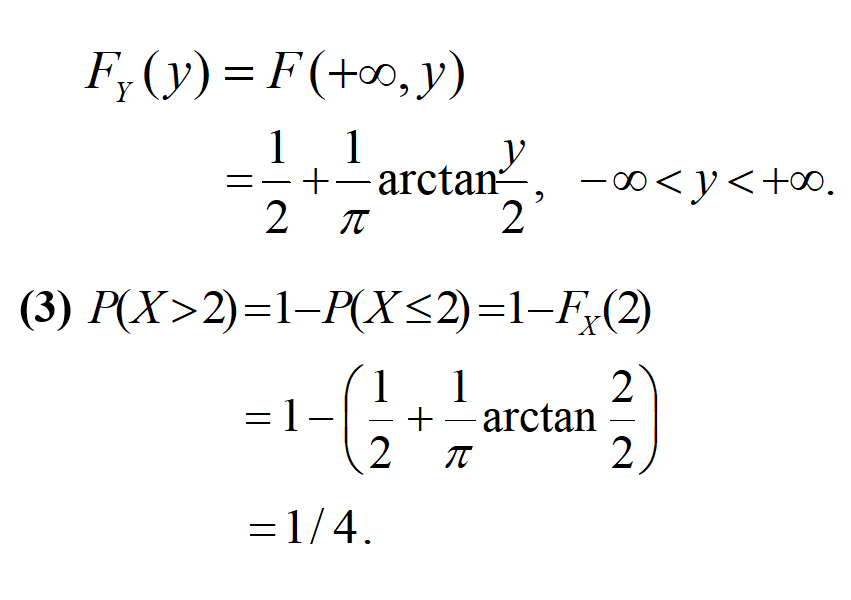 F_Y(y) = F(+∞, y)
= 1/2 + 1/π arctan y/2, −∞ < y < +∞.
(3) P(X>2)=1−P(X≤2)=1−F_X(2)
= 1 − (1/2 + 1/π arctan 2/2)
= 1/4.